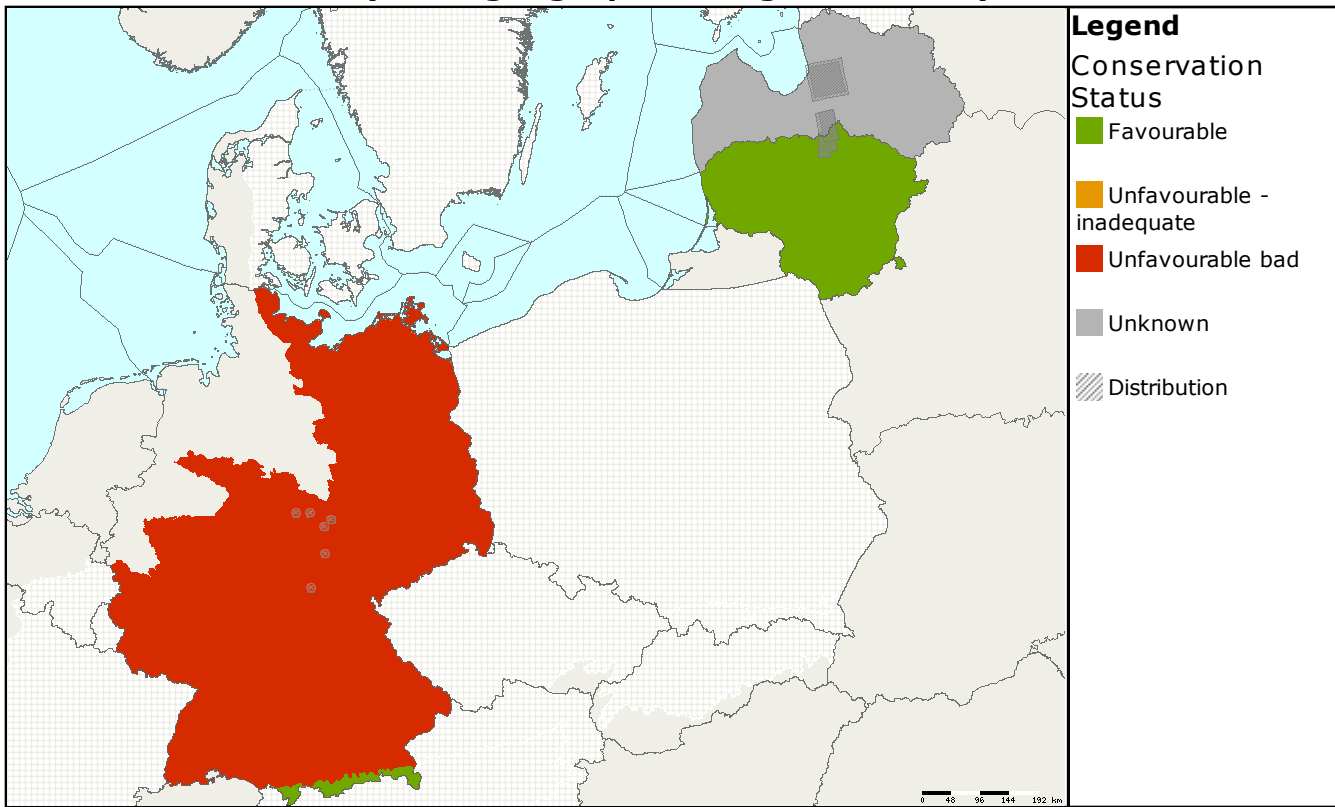 Legend
Conservation
Status
Favourable
Unfavourable -
inadequate
Unfavourable bad
Unknown
Distribution
0 48 96 144 192 km